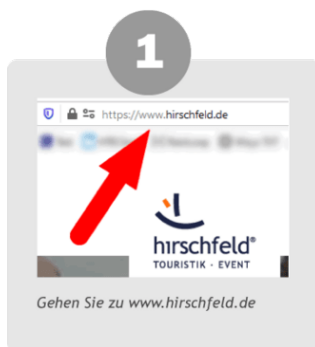 1
https://www.hirschfeld.de
hirschfeld®
TOURISTIK - EVENT
Gehen Sie zu www.hirschfeld.de